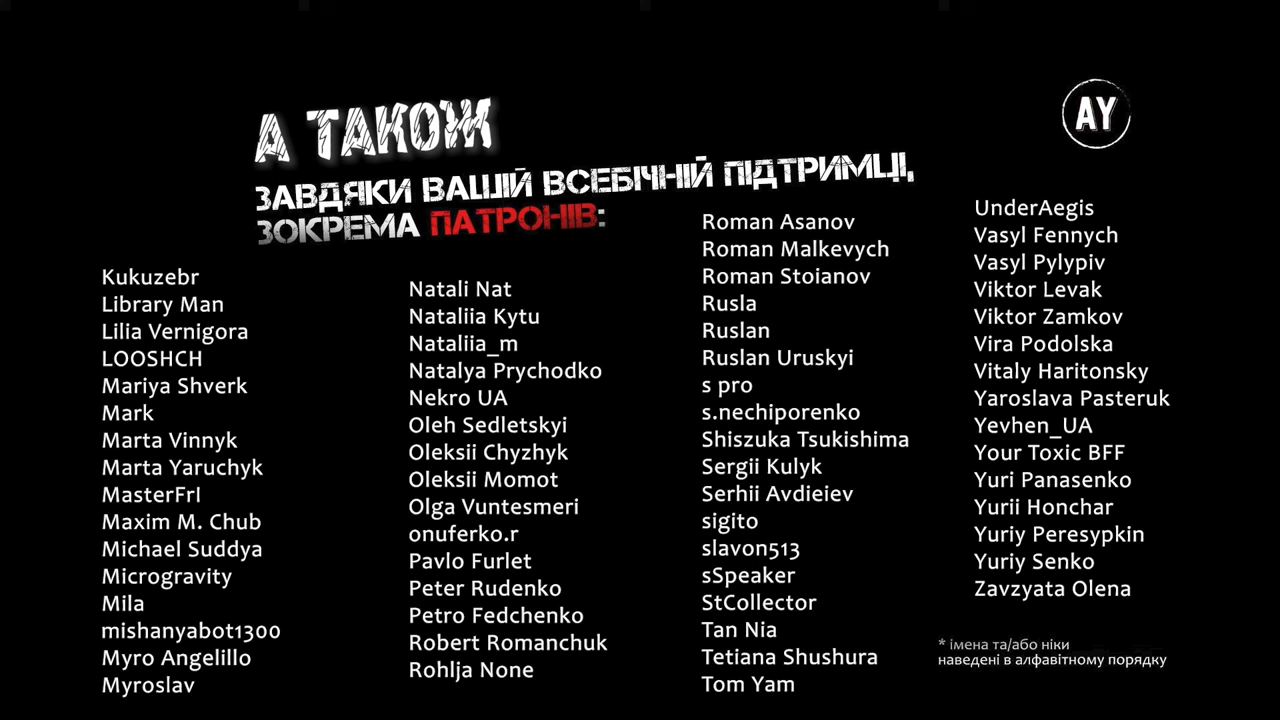 А ТАКОЖ
AY
ЗАВДЯКИ ВАШІЙ ВСЕБІЧНІЙ ПІДТРИМЦІ,
ЗОКРЕМА ПАТРОНІВ:
Kukuzebr
Library Man
Lilia Vernigora
LOOSHCH
Mariya Shverk
Mark
Marta Vinnyk
Marta Yaruchyk
MasterFrI
Maxim M. Chub
Michael Suddya
Microgravity
Mila
mishanyabot1300
Myro Angelillo
Myroslav
Natali Nat
Nataliia Kytu
Nataliia_m
Natalya Prychodko
Nekro UA
Oleh Sedletskyi
Oleksii Chyzhyk
Oleksii Momot
Olga Vuntesmeri
onuferko.r
Pavlo Furlet
Peter Rudenko
Petro Fedchenko
Robert Romanchuk
Rohlja None
Roman Asanov
Roman Malkevych
Roman Stoianov
Rusla
Ruslan
Ruslan Uruskyi
s pro
s.nechiporenko
Shiszuka Tsukishima
Sergii Kulyk
Serhii Avdieiev
sigito
slavon513
sSpeaker
StCollector
Tan Nia
Tetiana Shushura
Tom Yam
UnderAegis
Vasyl Fennych
Vasyl Pylypiv
Viktor Levak
Viktor Zamkov
Vira Podolska
Vitaly Haritonsky
Yaroslava Pasteruk
Yevhen_UA
Your Toxic BFF
Yuri Panasenko
Yurii Honchar
Yuriy Peresypkin
Yuriy Senko
Zavzyata Olena
* імена та/або ніки
наведені в алфавітному порядку